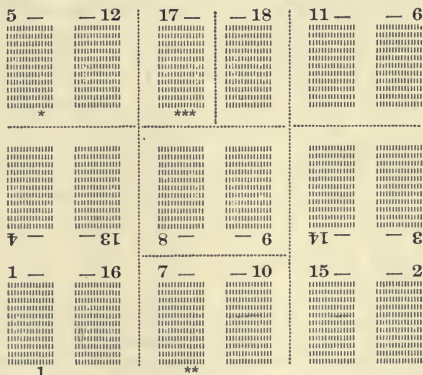 5 — — 12 17 — — 18 11 — — 6
* ***
4 — — 13 8 — — 9 14 — — 3
1 — — 16 7 — — 10 15 — — 2
1 **